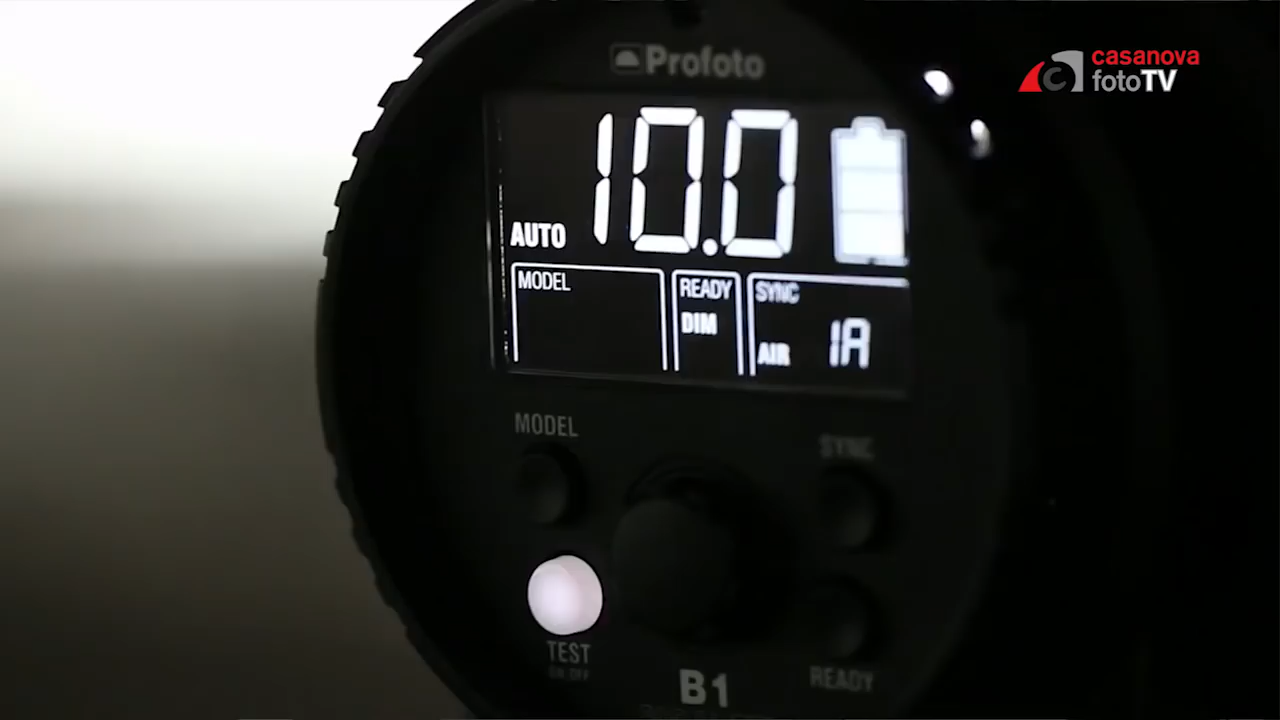 Profoto
casanova
fotoTV
10.0
AUTO
MODEL
READY
SYNC
DIM
AIR
1A
MODEL
SYNC
TEST
ON/OFF
READY
B1